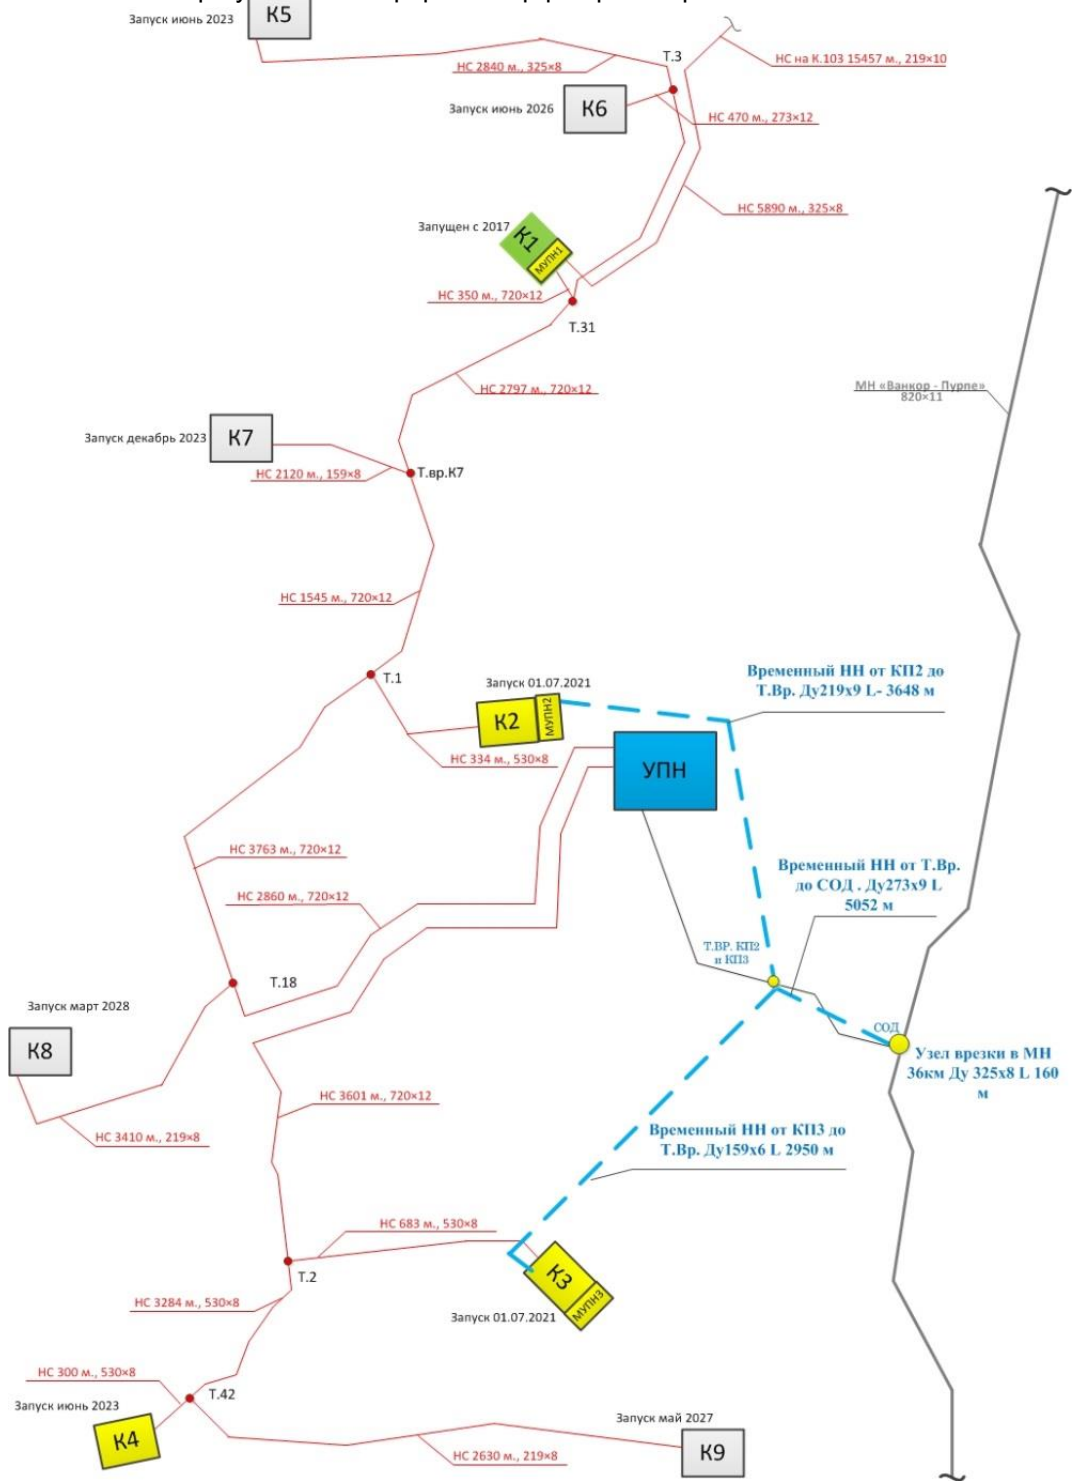 Запуск июнь 2023
К5
Т.3
НС на К.103 15457 м., 219×10
НС 2840 м., 325×8
Запуск июнь 2026
К6
НС 470 м., 273×12
НС 5890 м., 325×8
Запущен с 2017
К1
МУПН1
НС 350 м., 720×12
Т.31
НС 2797 м., 720×12
МН «Ванкор - Пурпе»
820×11
Запуск декабрь 2023
К7
НС 2120 м., 159×8
Т.вр.К7
НС 1545 м., 720×12
Т.1
Запуск 01.07.2021
К2
МУПН2
НС 334 м., 530×8
Временный НН от КП2 до
Т.Вр. Ду219х9 L- 3648 м
УПН
НС 3763 м., 720×12
НС 2860 м., 720×12
Временный НН от Т.Вр.
до СОД . Ду273х9 L
5052 м
Т.ВР. КП2
и КП3
Т.18
Запуск март 2028
К8
СОД
Узел врезки в МН
36км Ду 325х8 L 160
м
НС 3601 м., 720×12
НС 3410 м., 219×8
Временный НН от КП3 до
Т.Вр. Ду159х6 L 2950 м
НС 683 м., 530×8
Т.2
К3
МУПН3
НС 3284 м., 530×8
Запуск 01.07.2021
НС 300 м., 530×8
Т.42
Запуск июнь 2023
К4
Запуск май 2027
К9
НС 2630 м., 219×8